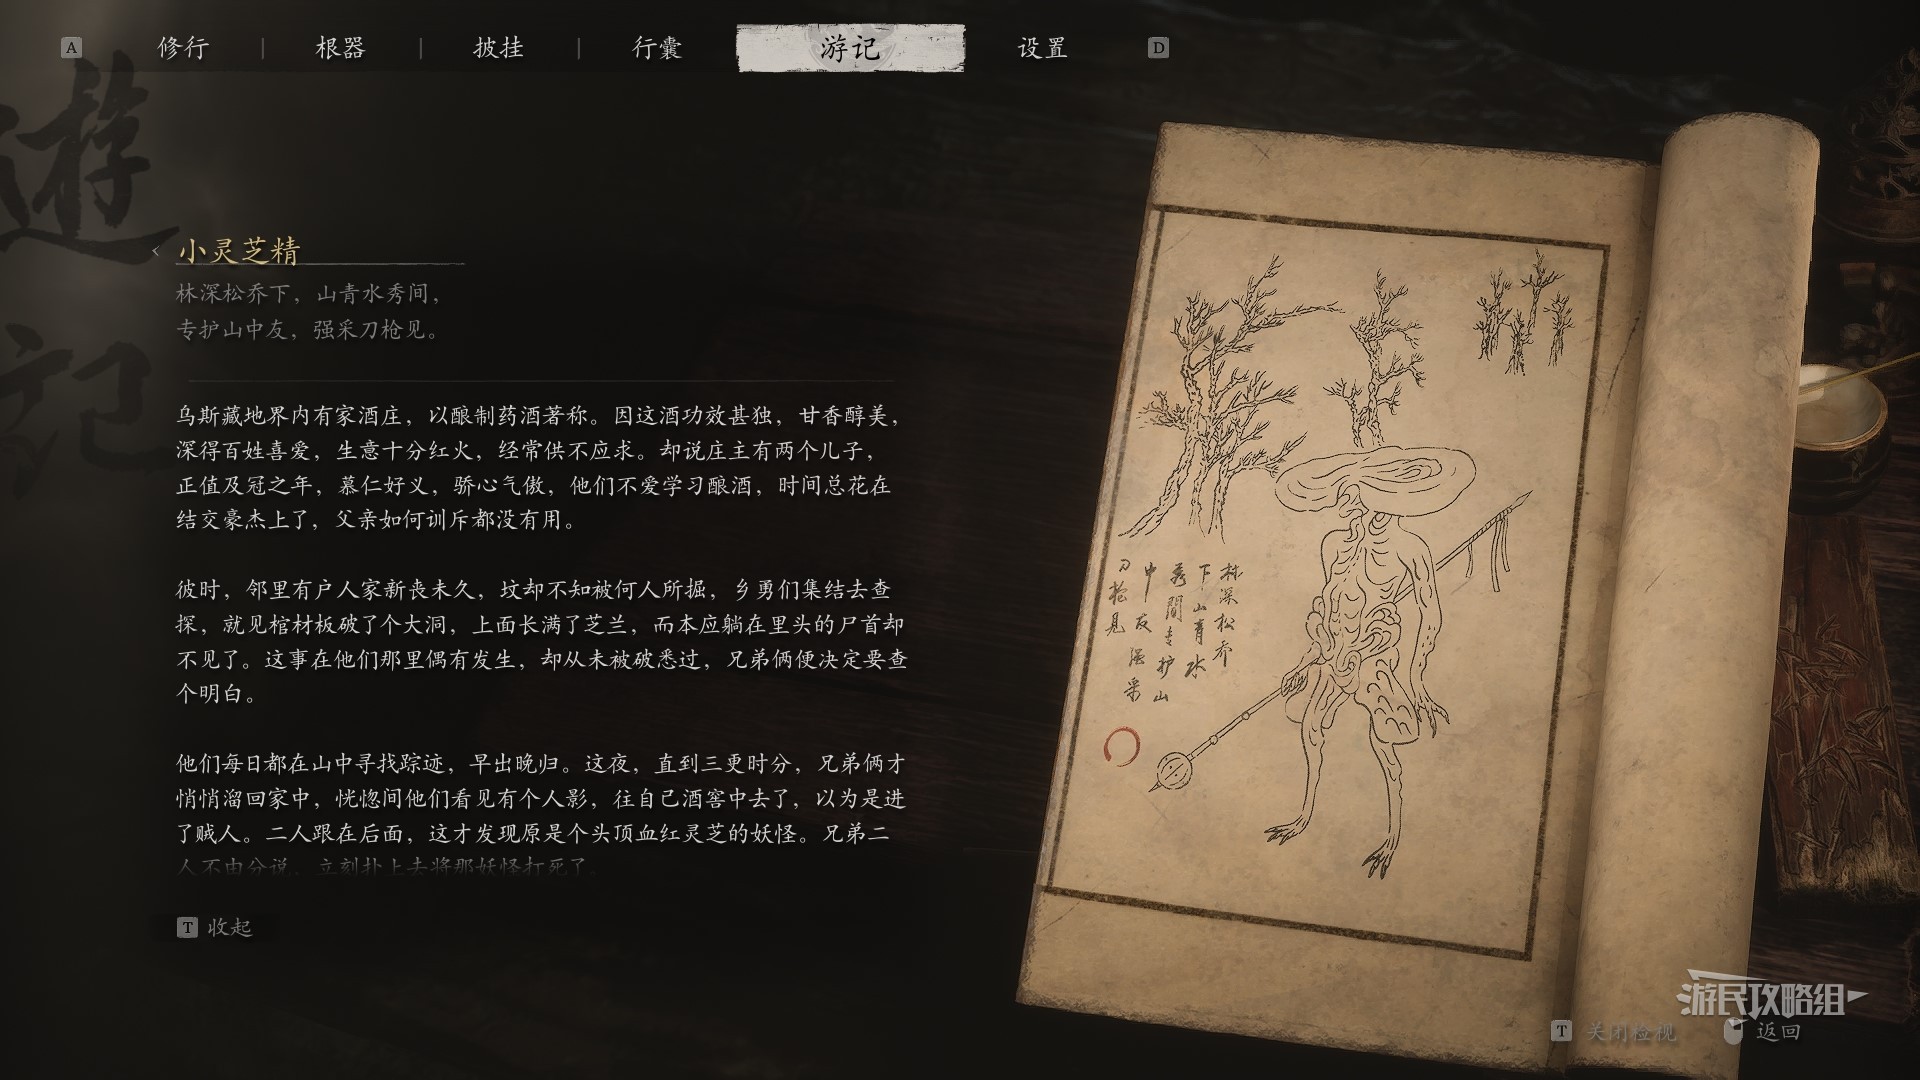 A 修行 | 根器 | 披挂 | 行囊 游记 设置 D
遊記
小灵芝精
林深松乔下，山青水秀间，
专护山中友，强采刀枪见。
乌斯藏地界内有家酒庄，以酿制药酒著称。因这酒功效甚独，甘香醇美，
深得百姓喜爱，生意十分红火，经常供不应求。却说庄主有两个儿子，
正值及冠之年，慕仁好义，骄心气傲，他们不爱学习酿酒，时间总花在
结交豪杰上了，父亲如何训斥都没有用。
彼时，邻里有户人家新丧未久，坟却不知被何人所掘，乡勇们集结去查
探，就见棺材板破了个大洞，上面长满了芝兰，而本应躺在里头的尸首却
不见了。这事在他们那里偶有发生，却从未被破悉过，兄弟俩便决定要查
个明白。
他们每日都在山中寻找踪迹，早出晚归。这夜，直到三更时分，兄弟俩才
悄悄溜回家中，恍惚间他们看见有个人影，往自己酒窖中去了，以为是进
了贼人。二人跟在后面，这才发现原是个头顶血红灵芝的妖怪。兄弟二
人不由分说，立刻扑上去将那妖怪打死了。
T 收起
林深松乔
下山青水
秀間专护山
中友强采
刀枪见
游民攻略组
T 关闭检视 返回